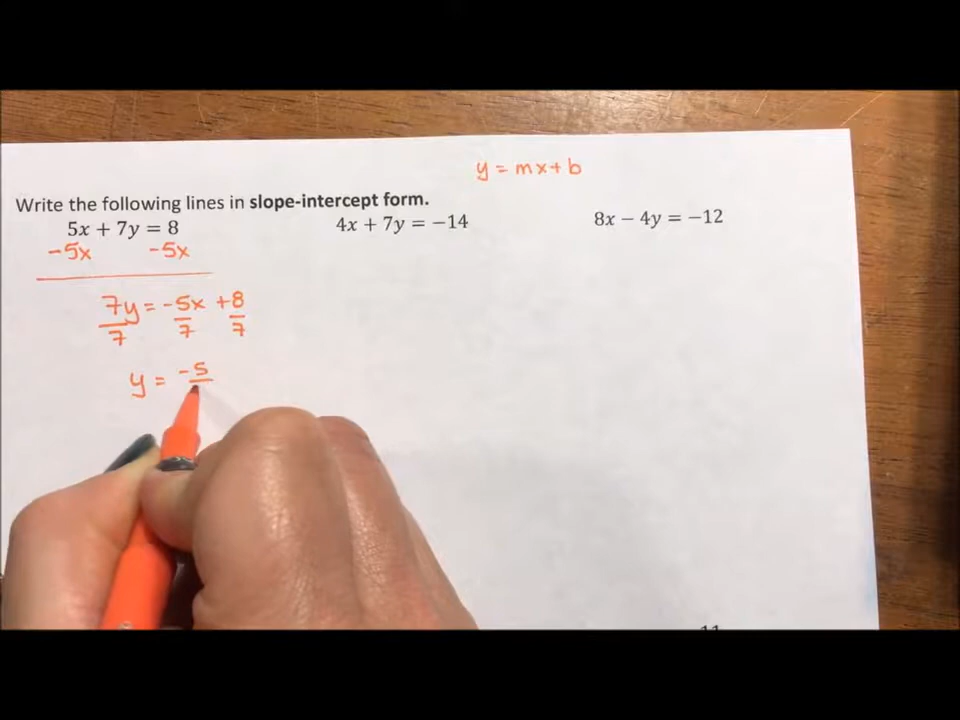 y = mx + b
Write the following lines in slope-intercept form.
5x + 7y = 8
-5x -5x
7y = -5x + 8
7 7 7
y = -5
4x + 7y = −14
8x − 4y = −12